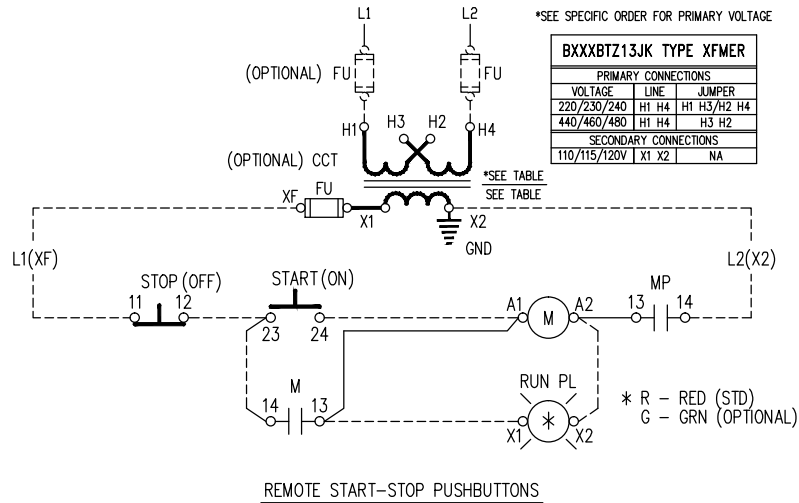 L1
L2
*SEE SPECIFIC ORDER FOR PRIMARY VOLTAGE
BXXXBTZ13JK TYPE XFMER
PRIMARY CONNECTIONS
VOLTAGE LINE JUMPER
220/230/240 H1 H4 H1 H3/H2 H4
440/460/480 H1 H4 H3 H2
SECONDARY CONNECTIONS
110/115/120V X1 X2 NA
(OPTIONAL) FU
FU
H1 H3 H2 H4
(OPTIONAL) CCT
*SEE TABLE
SEE TABLE
XF FU X1 X2
GND
L1(XF)
L2(X2)
STOP(OFF)
START(ON)
MP
11 12
23 24
A1 M A2
13 14
M
14 13
RUN PL
X1 * X2
* R - RED (STD)
G - GRN (OPTIONAL)
REMOTE START-STOP PUSHBUTTONS